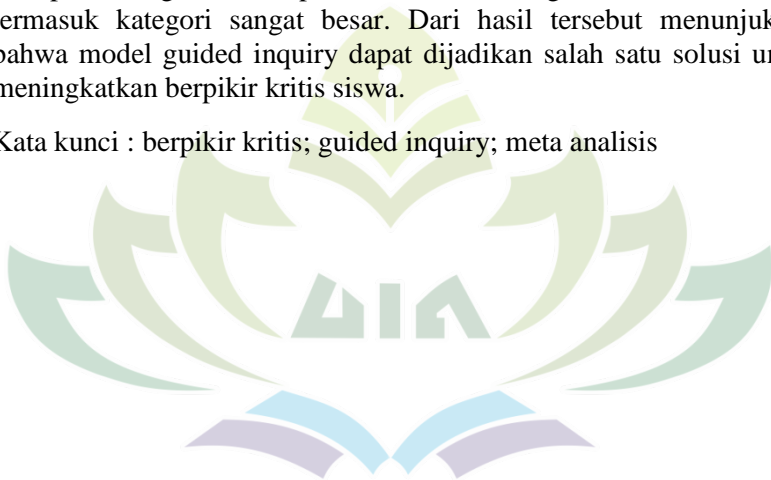 termasuk kategori sangat besar. Dari hasil tersebut menunjuk
bahwa model guided inquiry dapat dijadikan salah satu solusi un
meningkatkan berpikir kritis siswa.
Kata kunci : berpikir kritis; guided inquiry; meta analisis
UIN